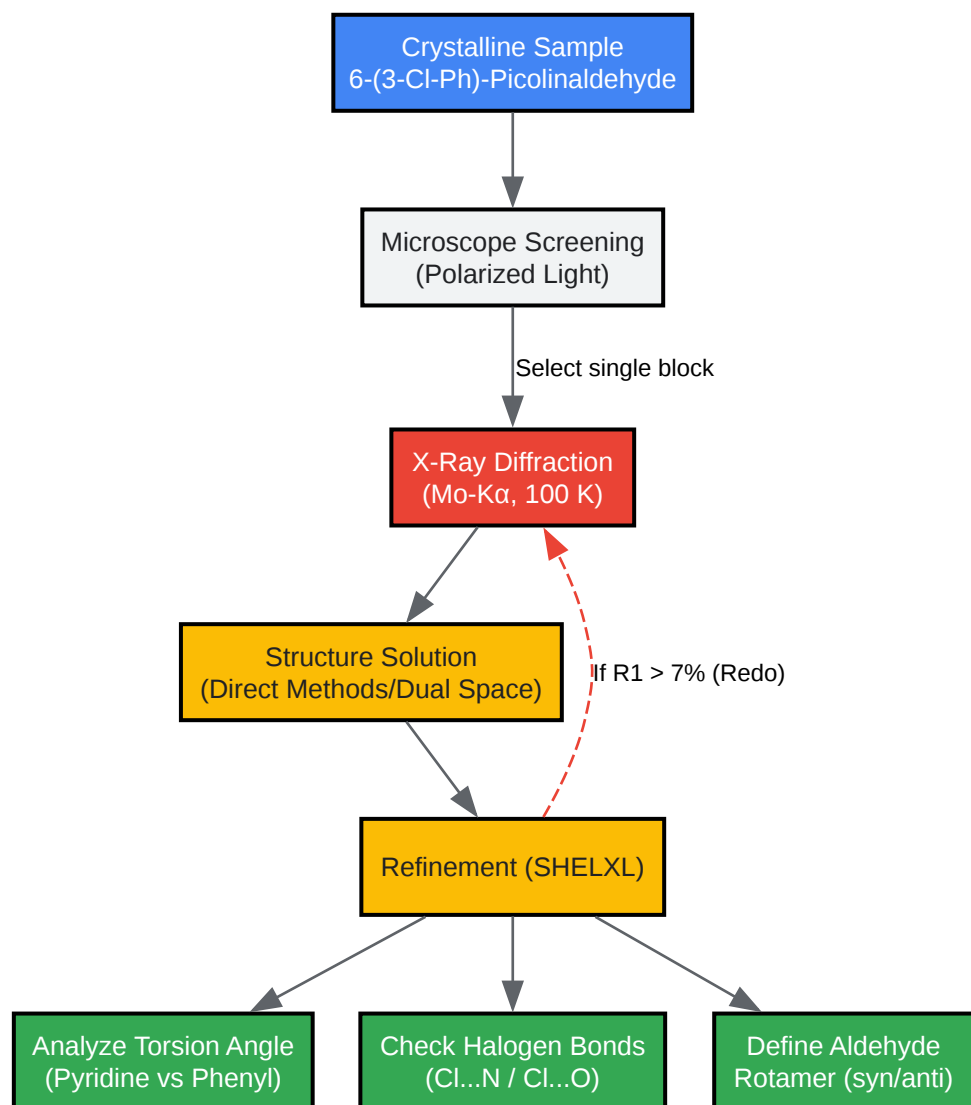 Crystalline Sample
6-(3-Cl-Ph)-Picolinaldehyde
Microscope Screening
(Polarized Light)
Select single block
X-Ray Diffraction
(Mo-Kα, 100 K)
Structure Solution
(Direct Methods/Dual Space)
If R1 > 7% (Redo)
Refinement (SHELXL)
Analyze Torsion Angle
(Pyridine vs Phenyl)
Check Halogen Bonds
(Cl...N / Cl...O)
Define Aldehyde
Rotamer (syn/anti)